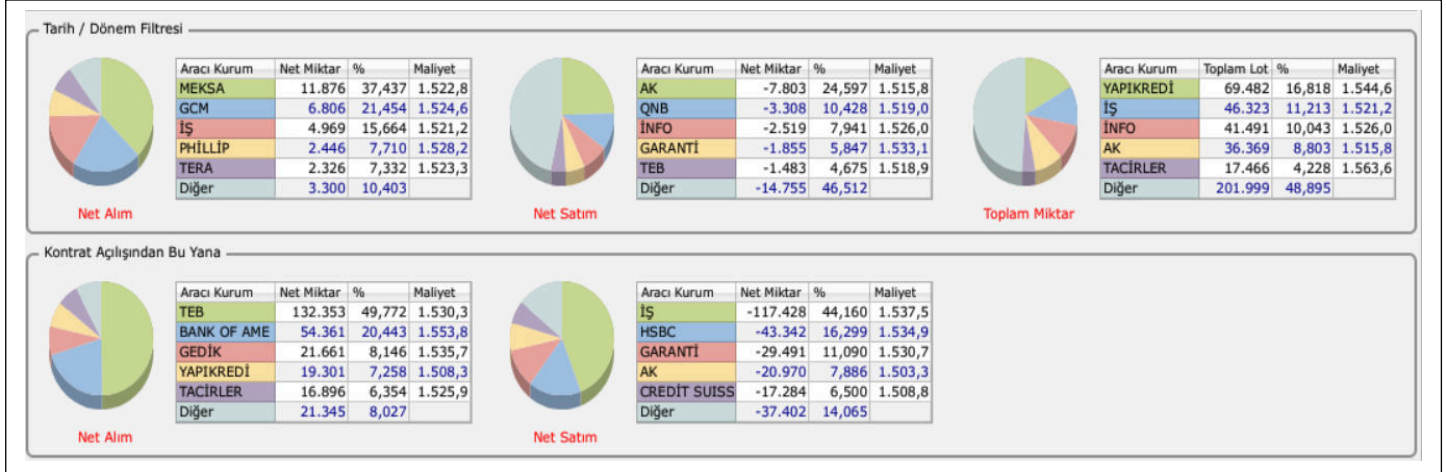 Tarih / Dönem Filtresi
Aracı Kurum Net Miktar % Maliyet
MEKSA 11.876 37,437 1.522,8
GCM 6.806 21,454 1.524,6
İŞ 4.969 15,664 1.521,2
PHİLLİP 2.446 7,710 1.528,2
TERA 2.326 7,332 1.523,3
Diğer 3.300 10,403
Net Alım
Aracı Kurum Net Miktar % Maliyet
AK -7.803 24,597 1.515,8
QNB -3.308 10,428 1.519,0
İNFO -2.519 7,941 1.526,0
GARANTİ -1.855 5,847 1.533,1
TEB -1.483 4,675 1.518,9
Diğer -14.755 46,512
Net Satım
Aracı Kurum Toplam Lot % Maliyet
YAPIKREDİ 69.482 16,818 1.544,6
İŞ 46.323 11,213 1.521,2
İNFO 41.491 10,043 1.526,0
AK 36.369 8,803 1.515,8
TACİRLER 17.466 4,228 1.563,6
Diğer 201.999 48,895
Toplam Miktar
Kontrat Açılışından Bu Yana
Aracı Kurum Net Miktar % Maliyet
TEB 132.353 49,772 1.530,3
BANK OF AME 54.361 20,443 1.553,8
GEDİK 21.661 8,146 1.535,7
YAPIKREDİ 19.301 7,258 1.508,3
TACİRLER 16.896 6,354 1.525,9
Diğer 21.345 8,027
Net Alım
Aracı Kurum Net Miktar % Maliyet
İŞ -117.428 44,160 1.537,5
HSBC -43.342 16,299 1.534,9
GARANTİ -29.491 11,090 1.530,7
AK -20.970 7,886 1.503,3
CREDİT SUISS -17.284 6,500 1.508,8
Diğer -37.402 14,065
Net Satım